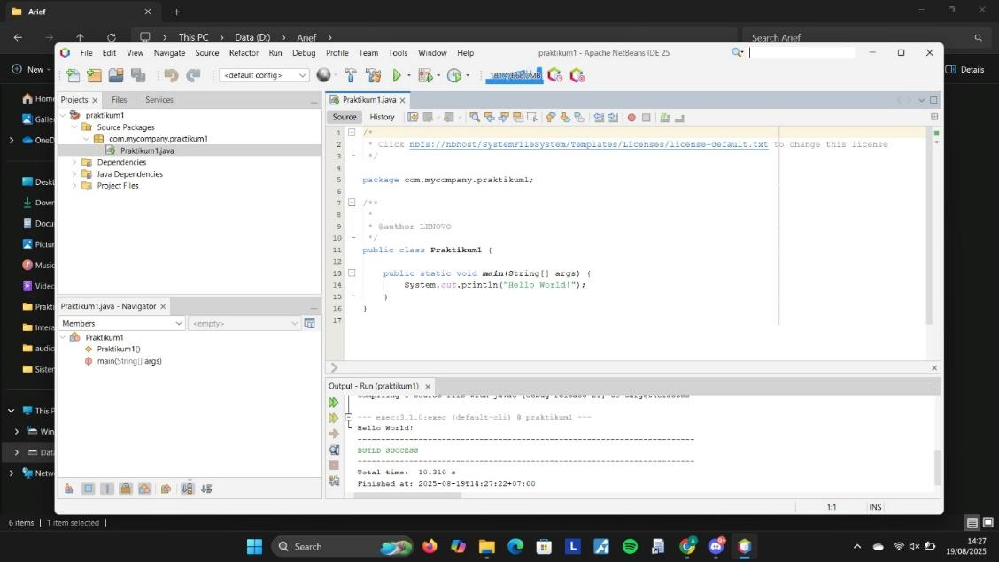 Arief
This PC > Data (D:) > Arief >
Search Arief
New
Details
File Edit View Navigate Source Refactor Run Debug Profile Team Tools Window Help
praktikum1 - Apache NetBeans IDE 25
<default config>
Projects Files Services
praktikum1
Source Packages
com.mycompany.praktikum1
Praktikum1.java
Dependencies
Java Dependencies
Project Files
Praktikum1.java - Navigator
Members <empty>
Praktikum1
Praktikum1()
main(String[] args)
Praktikum1.java
Source History
1 /*
2 * Click nbfs://nbhost/SystemFileSystem/Templates/Licenses/license-default.txt to change this license
3 */
4
5 package com.mycompany.praktikum1;
6
7 /**
8 *
9 * @author LENOVO
10 */
11 public class Praktikum1 {
12
13 public static void main(String[] args) {
14 System.out.println("Hello World!");
15 }
16 }
17
Output - Run (praktikum1)
Compiling 1 source file with javac [debug release 21] to target\classes
--- exec:3.1.0:exec (default-cli) @ praktikum1 ---
Hello World!
------------------------------------------------------------------------
BUILD SUCCESS
------------------------------------------------------------------------
Total time: 10.310 s
Finished at: 2025-08-19T14:27:22+07:00
1:1 INS
Home
Galle
OneD
Deskt
Down
Docu
Pictur
Music
Video
Prakti
Intera
audio
Sister
This P
Win
Data
Netwo
6 items 1 item selected
Search
14:27
19/08/2025